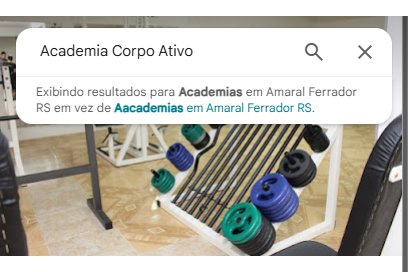 Academia Corpo Ativo
Exibindo resultados para Academias em Amaral Ferrador
RS em vez de Aacademias em Amaral Ferrador RS.